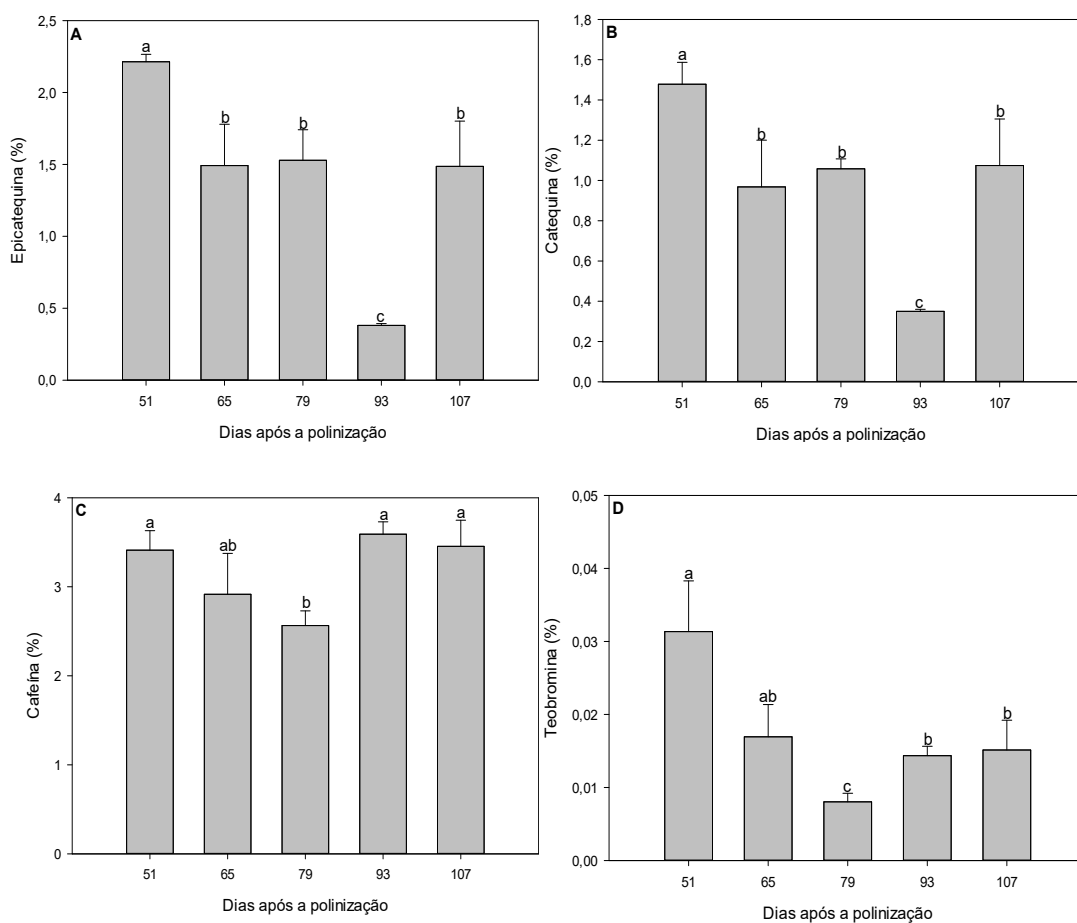 A
Epicatequina (%)
2,5
2,0
1,5
1,0
0,5
0,0
a
b
b
c
b
51 65 79 93 107
Dias após a polinização
B
Catequina (%)
1,8
1,6
1,4
1,2
1,0
0,8
0,6
0,4
0,2
0,0
a
b
b
c
b
51 65 79 93 107
Dias após a polinização
C
Cafeína (%)
4
3
2
1
0
a
ab
b
a
a
51 65 79 93 107
D
Teobromina (%)
0,05
0,04
0,03
0,02
0,01
0,00
a
ab
c
b
b
51 65 79 93 107
Dias após a polinização
Dias após a polinização